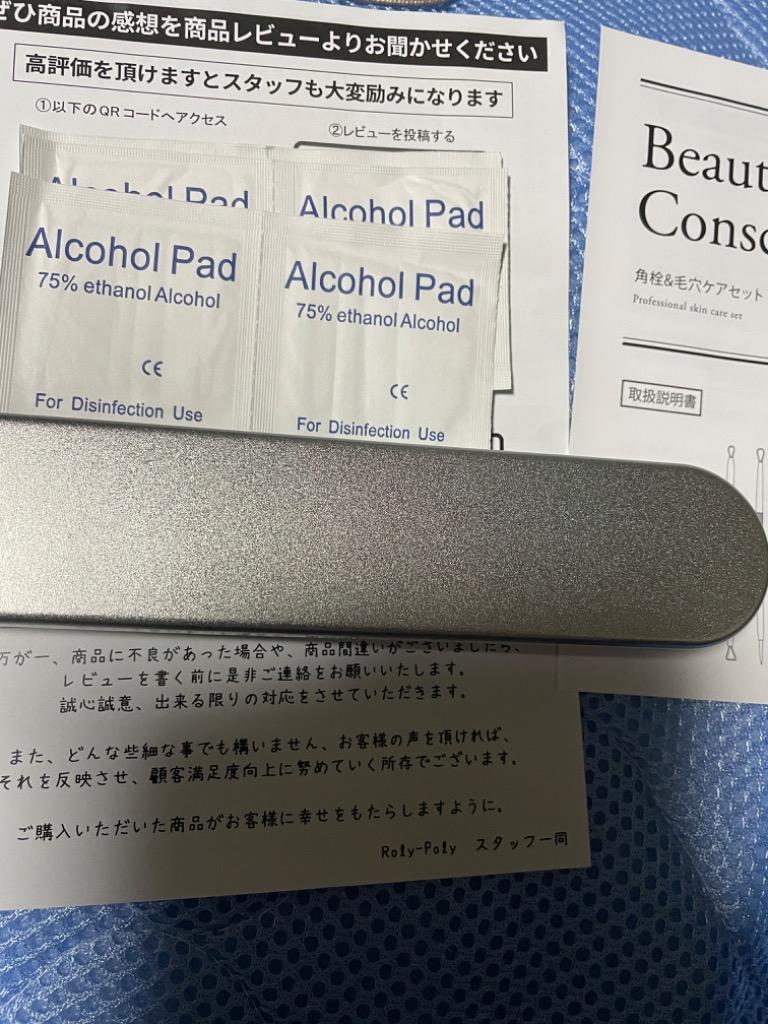 ぜひ商品の感想を商品レビューよりお聞かせください
高評価を頂けますとスタッフも大変励みになります
①以下のQRコードへアクセス
②レビューを投稿する
Alcohol Pad
Alcohol Pad
Alcohol Pad
75% ethanol Alcohol
CE
For Disinfection Use
Alcohol Pad
75% ethanol Alcohol
CE
For Disinfection Use
Beaut
Consc
角栓&毛穴ケアセット
Professional skin care set
取扱説明書
万が一、商品に不良があった場合や、商品間違いがございましたら、
レビューを書く前に是非ご連絡をお願いいたします。
誠心誠意、出来る限りの対応をさせていただきます。
また、どんな些細な事でも構いません、お客様の声を頂ければ、
それを反映させ、顧客満足度向上に努めていく所存でございます。
ご購入いただいた商品がお客様に幸せをもたらしますように。
Roly-Poly スタッフ一同